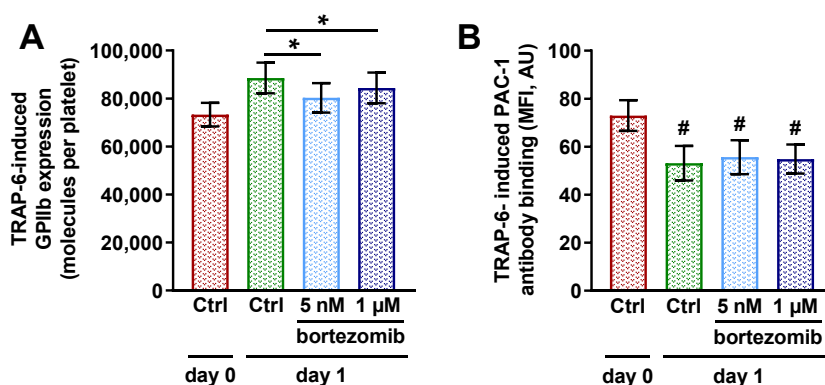 A
TRAP-6-induced
GPIIb expression
(molecules per platelet)
100,000
80,000
60,000
40,000
20,000
0
*
*
Ctrl Ctrl 5 nM 1 µM
bortezomib
day 0 day 1
B
TRAP-6- induced PAC-1
antibody binding (MFI, AU)
100
80
60
40
20
0
# # #
Ctrl Ctrl 5 nM 1 µM
bortezomib
day 0 day 1